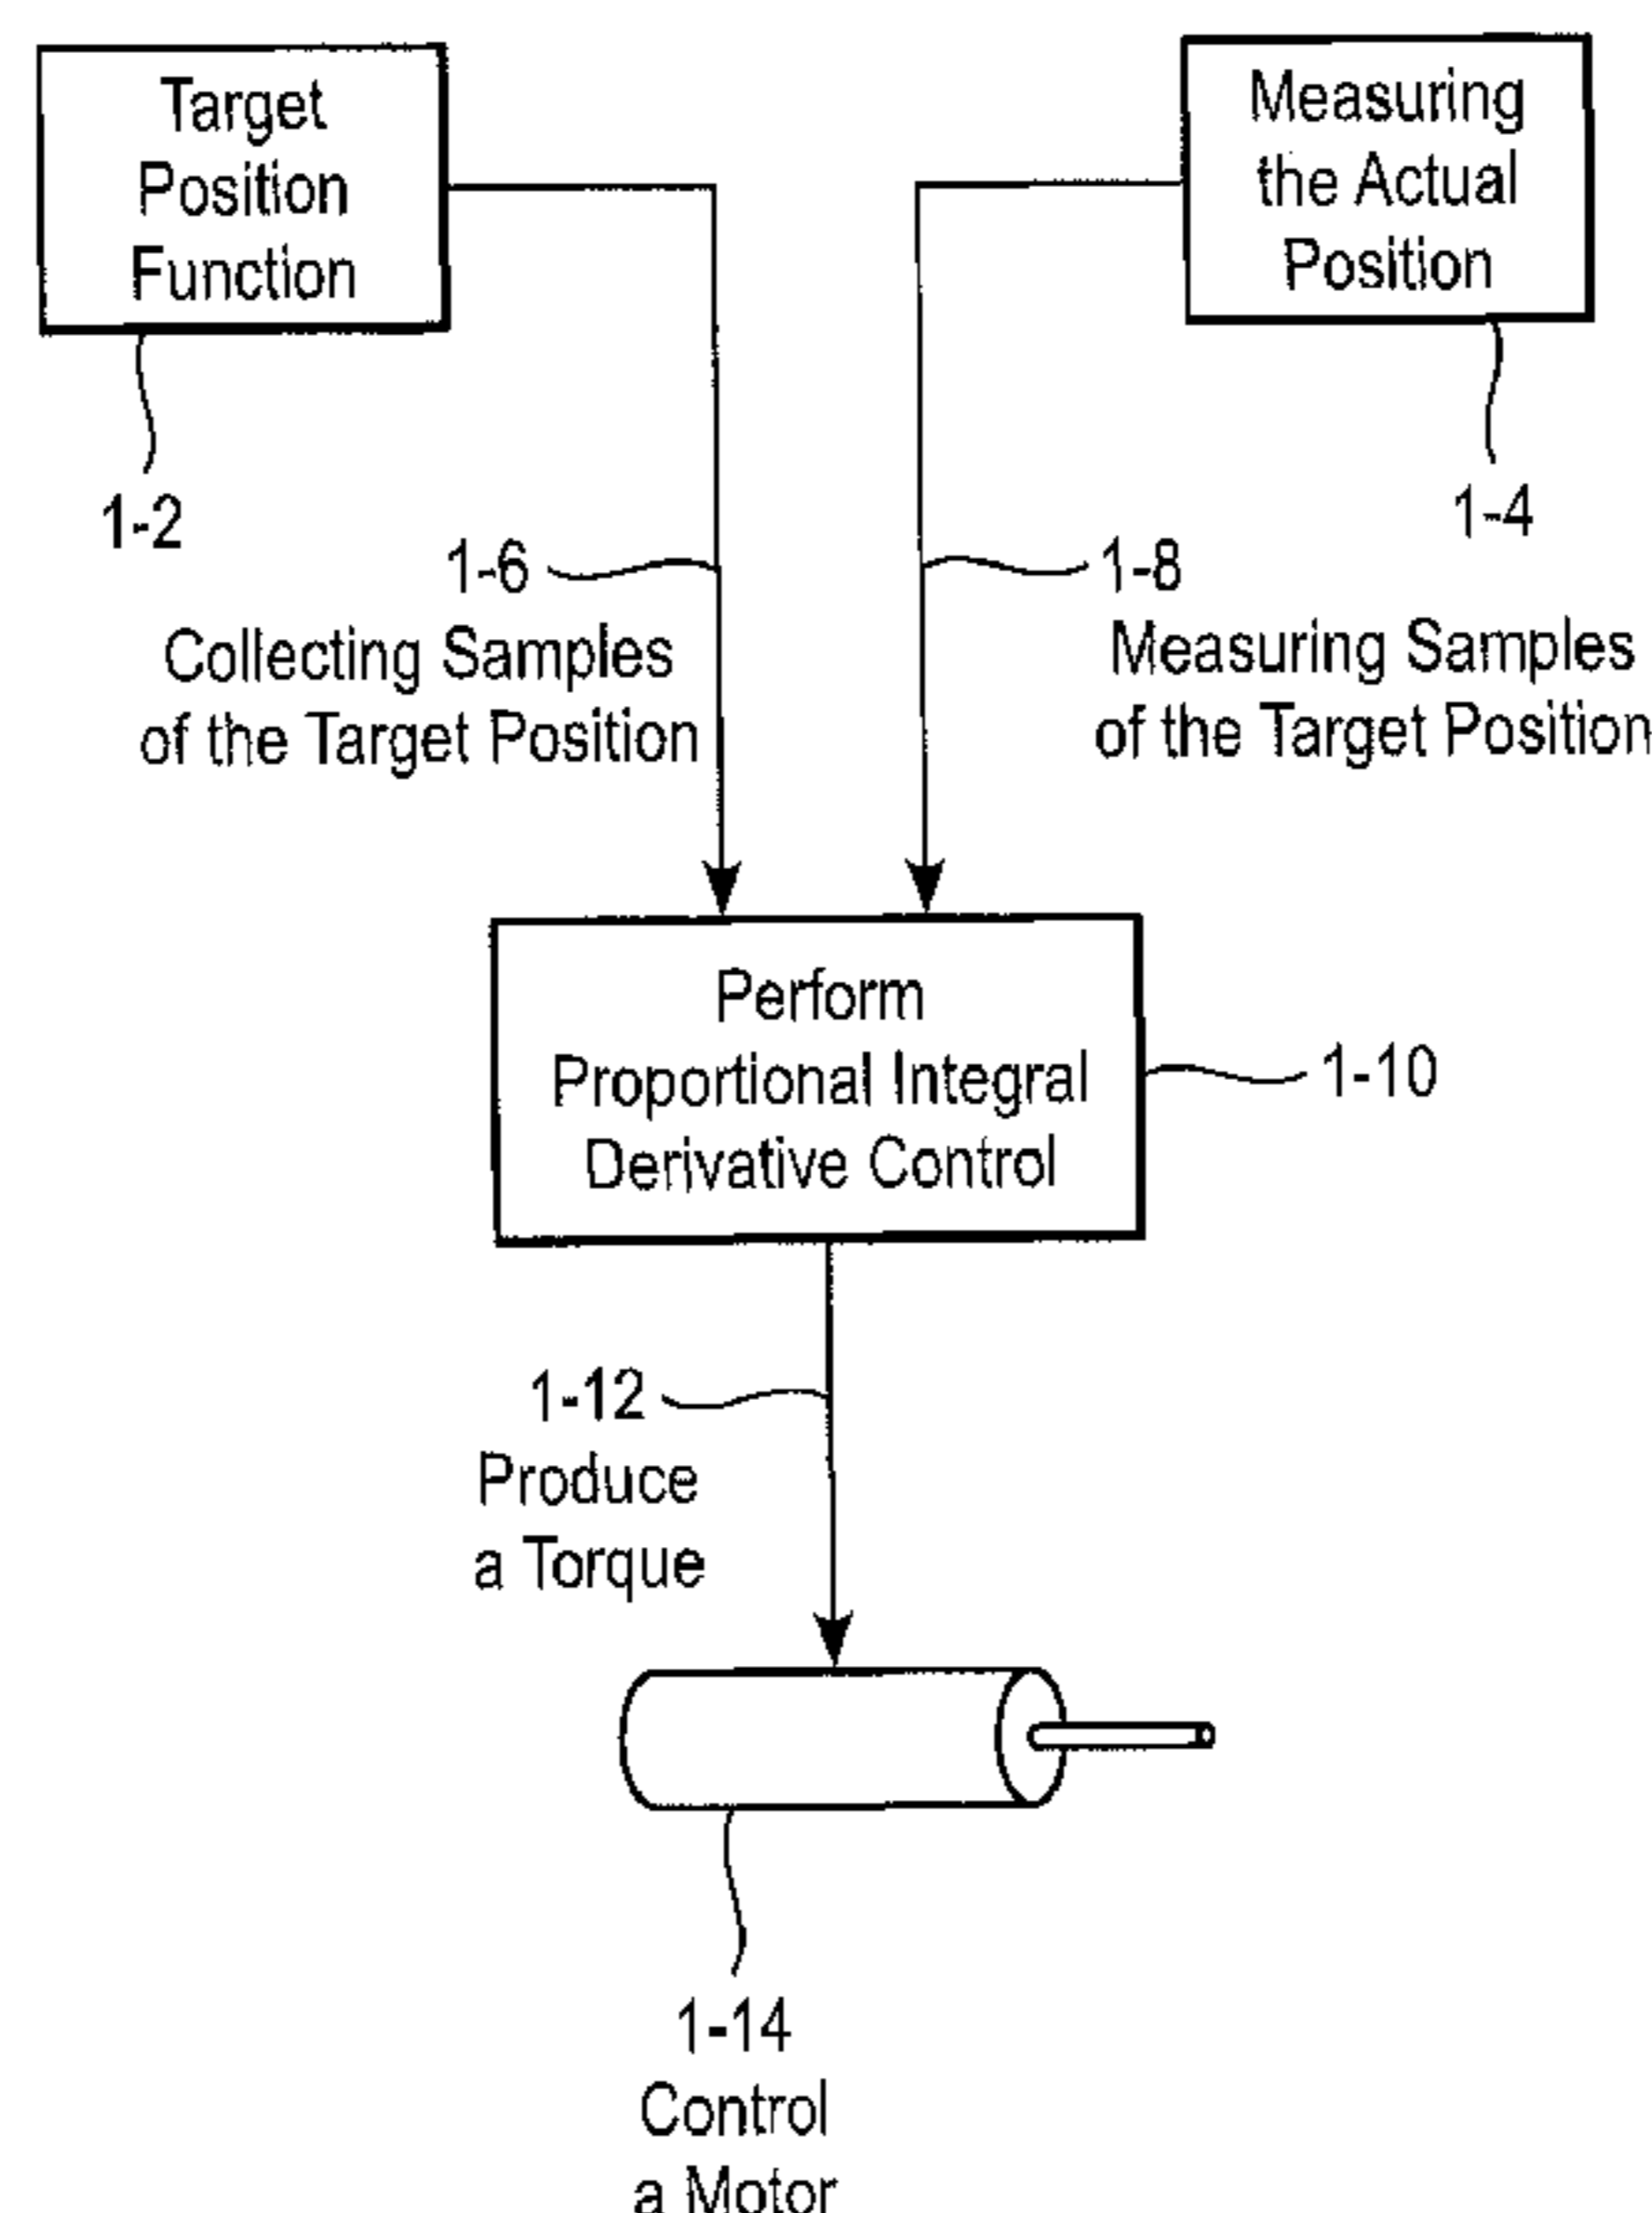 Target
Position
Function
Measuring
the Actual
Position
1-2
1-4
1-6
Collecting Samples
of the Target Position
1-8
Measuring Samples
of the Target Position
Perform
Proportional Integral
Derivative Control
1-10
1-12
Produce
a Torque
1-14
Control
a Motor